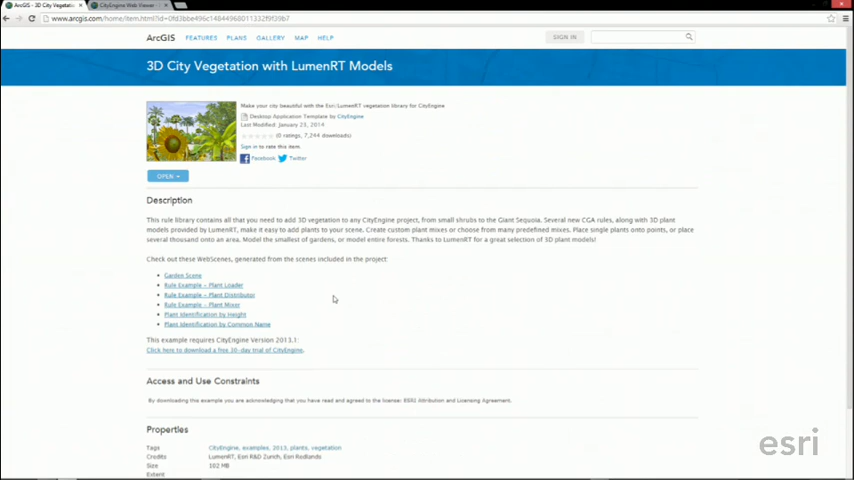 ArcGIS - 3D City Vegetati
CityEngine Web Viewer -
www.arcgis.com/home/item.html?id=0fd3bbe496c14844968011332f9f39b7
ArcGIS
FEATURES
PLANS
GALLERY
MAP
HELP
SIGN IN
3D City Vegetation with LumenRT Models
Make your city beautiful with the Esri/LumenRT vegetation library for CityEngine
Desktop Application Template by CityEngine
Last Modified: January 23, 2014
(0 ratings, 7,244 downloads)
Sign in to rate this item.
Facebook
Twitter
OPEN
Description
This rule library contains all that you need to add 3D vegetation to any CityEngine project, from small shrubs to the Giant Sequoia. Several new CGA rules, along with 3D plant
models provided by LumenRT, make it easy to add plants to your scene. Create custom plant mixes or choose from many predefined mixes. Place single plants onto points, or place
several thousand onto an area. Model the smallest of gardens, or model entire forests. Thanks to LumenRT for a great selection of 3D plant models!
Check out these WebScenes, generated from the scenes included in the project:
• Garden Scene
• Rule Example - Plant Loader
• Rule Example - Plant Distributor
• Rule Example - Plant Mixer
• Plant Identification by Height
• Plant Identification by Common Name
This example requires CityEngine Version 2013.1:
Click here to download a free 30-day trial of CityEngine.
Access and Use Constraints
By downloading this example you are acknowledging that you have read and agreed to the license: ESRI Attribution and Licensing Agreement.
Properties
Tags
CityEngine, examples, 2013, plants, vegetation
Credits
LumenRT, Esri R&D Zurich, Esri Redlands
Size
102 MB
Extent
esri